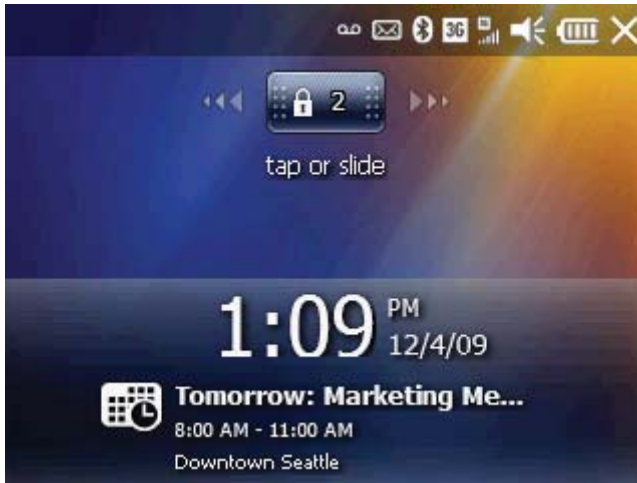 3G
2
tap or slide
1:09 PM
12/4/09
Tomorrow: Marketing Me...
8:00 AM - 11:00 AM
Downtown Seattle